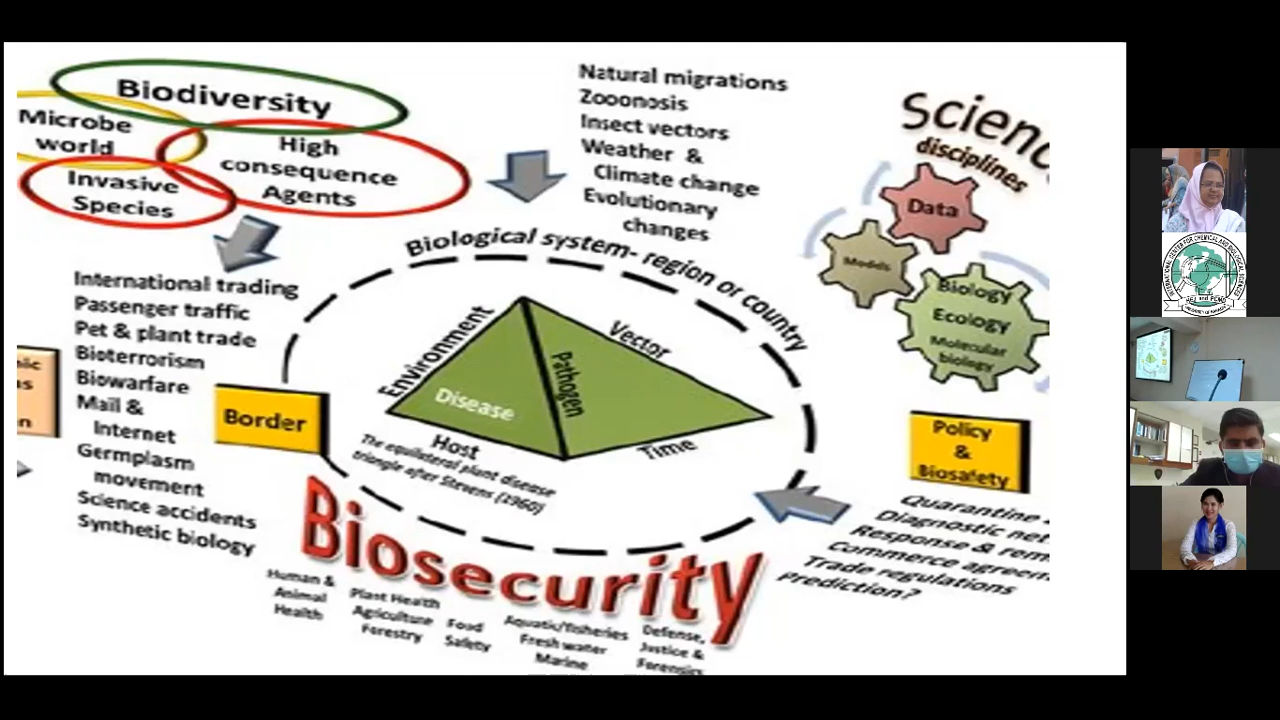 Biodiversity
Microbe
world
High
consequence
Agents
Invasive
Species
Natural migrations
Zooonosis
Insect vectors
Weather &
Climate change
Evolutionary
changes
Scienc
disciplines
Data
Models
Biology
Ecology
Molecular
biology
International trading
Passenger traffic
Pet & plant trade
Bioterrorism
Biowarfare
Mail &
Internet
Germplasm
movement
Science accidents
Synthetic biology
Border
Biological system- region or country
Environment
Vector
Pathogen
Disease
Host
Time
The equilateral plant disease
triangle after Stevens (1960)
Policy
&
Biosafety
Quarantine
Diagnostic net
Response & rem
Commerce agreem
Trade regulations
Prediction?
Biosecurity
Human &
Animal
Health
Plant Health
Agriculture
Forestry
Food
Safety
Aquatic/fisheries
Fresh water
Marine
Defense,
Justice &
Forensics